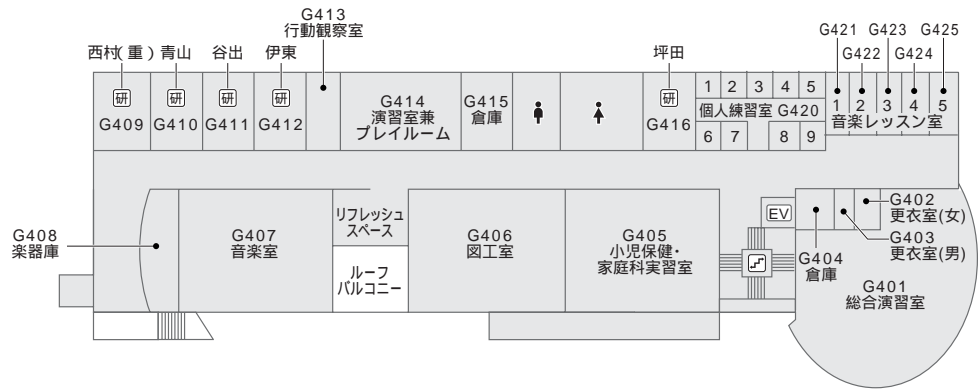 G413
行動観察室
西村(重)
青山
谷出
伊東
坪田
G421
G422
G423
G424
G425
研
G409
研
G410
研
G411
研
G412
G414
演習室兼
プレイルーム
G415
倉庫
研
G416
1 2 3 4 5
個人練習室 G420
6 7 8 9
1 2 3 4 5
音楽レッスン室
G408
楽器庫
G407
音楽室
リフレッシュ
スペース
ルーフ
バルコニー
G406
図工室
G405
小児保健・
家庭科実習室
EV
G404
倉庫
G402
更衣室(女)
G403
更衣室(男)
G401
総合演習室